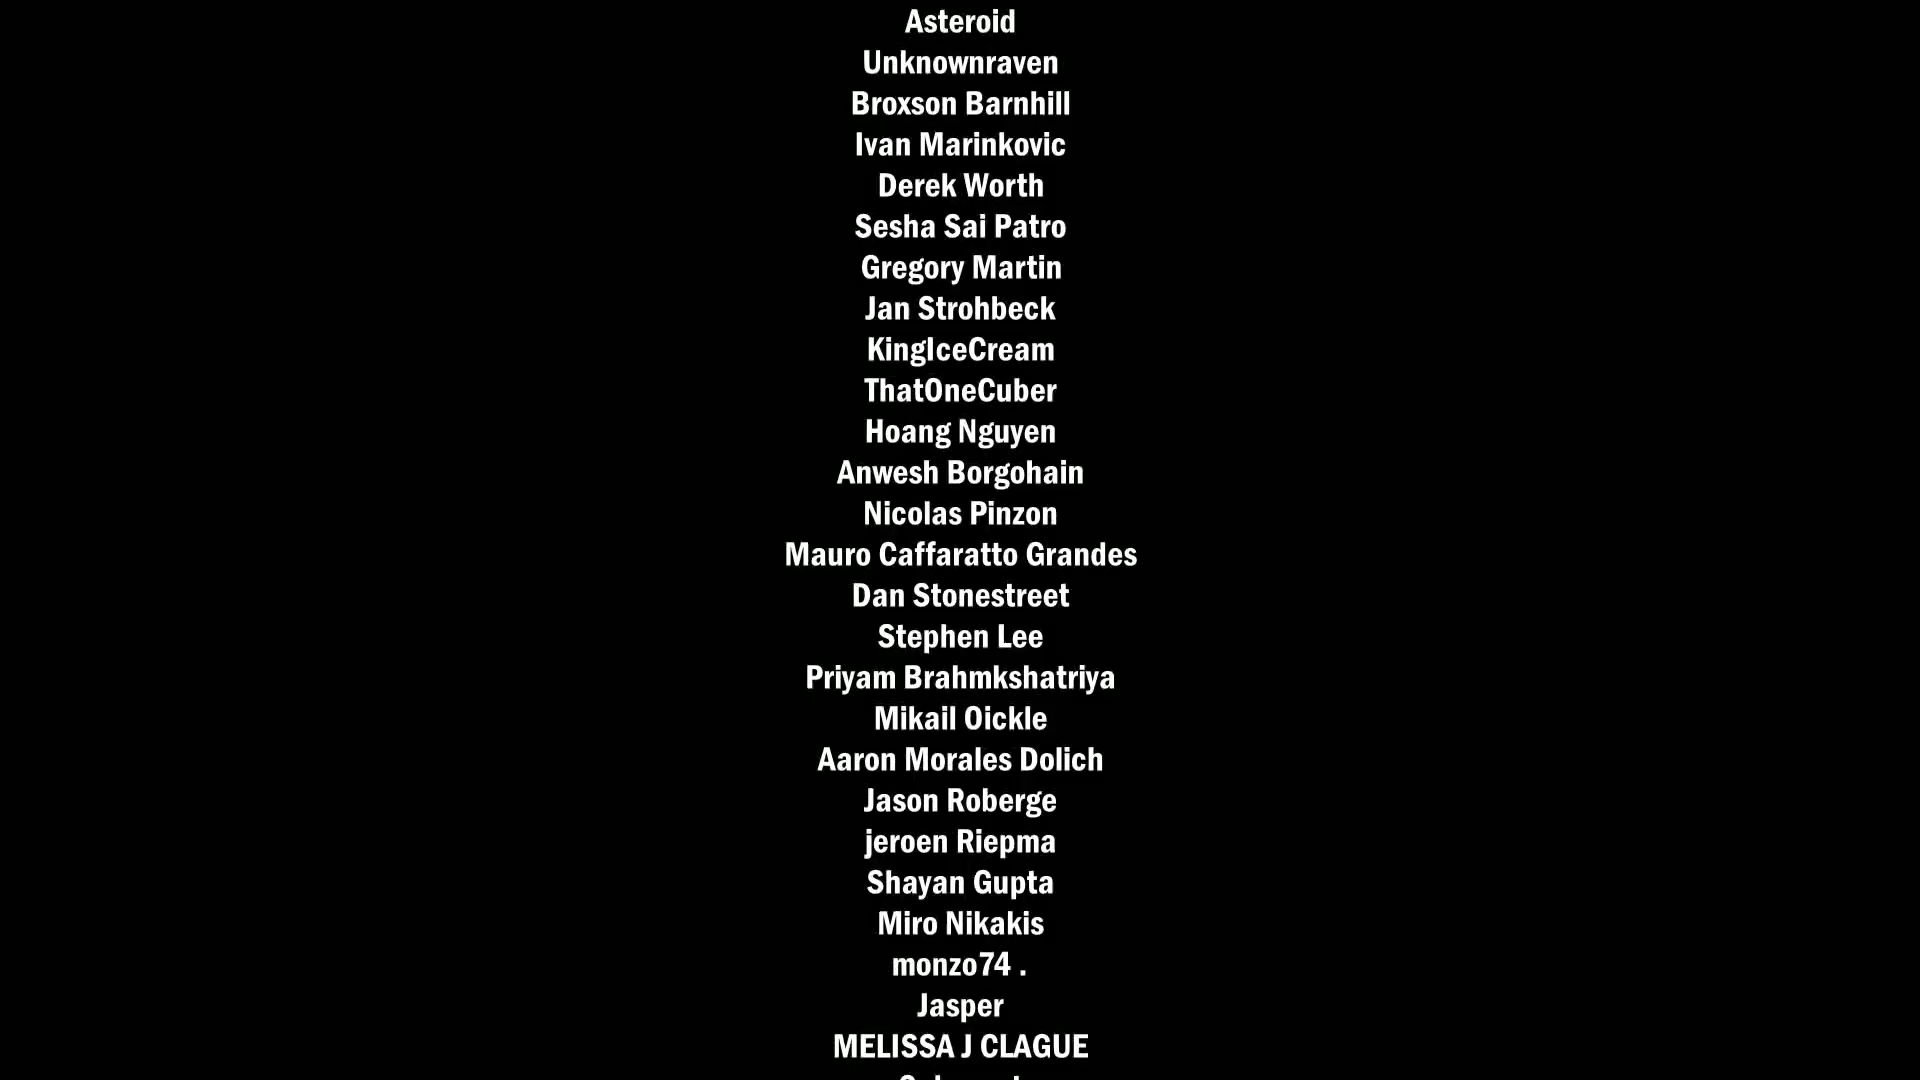 Asteroid
Unknownraven
Broxson Barnhill
Ivan Marinkovic
Derek Worth
Sesha Sai Patro
Gregory Martin
Jan Strohbeck
KingIceCream
ThatOneCuber
Hoang Nguyen
Anwesh Borgohain
Nicolas Pinzon
Mauro Caffaratto Grandes
Dan Stonestreet
Stephen Lee
Priyam Brahmkshatriya
Mikail Oickle
Aaron Morales Dolich
Jason Roberge
jeroen Riepma
Shayan Gupta
Miro Nikakis
monzo74 .
Jasper
MELISSA J CLAGUE